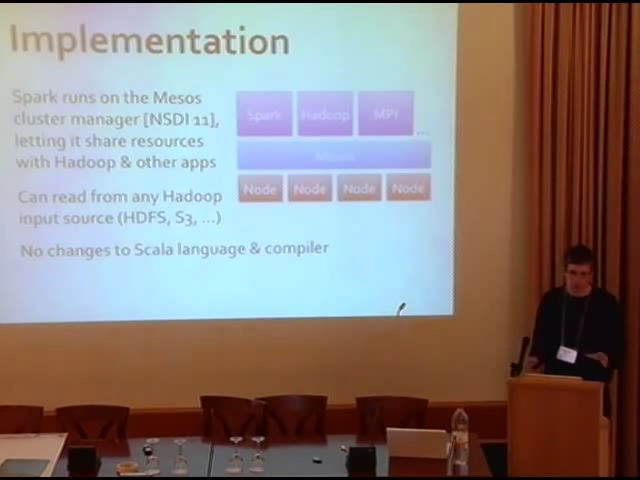 Implementation
Spark runs on the Mesos
cluster manager [NSDI 11],
letting it share resources
with Hadoop & other apps
Can read from any Hadoop
input source (HDFS, S3, ...)
No changes to Scala language & compiler
Spark Hadoop MPI ...
Mesos
Node Node Node Node